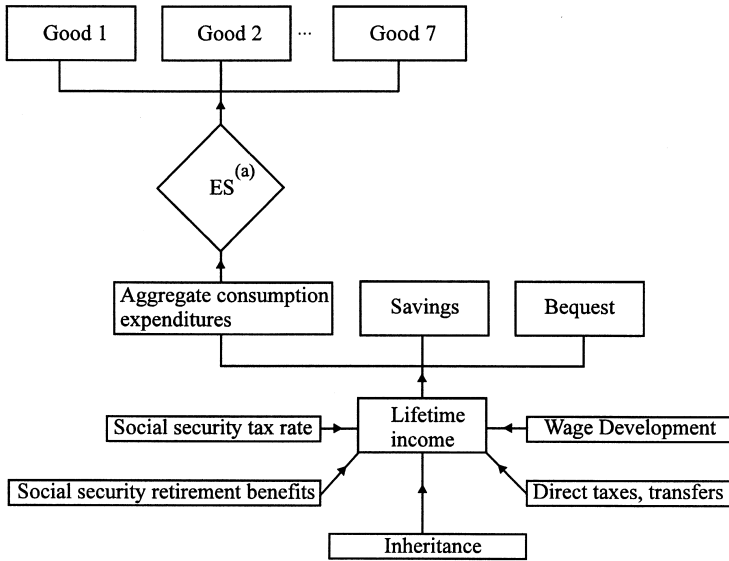 Good 1
Good 2
...
Good 7
ES(a)
Aggregate consumption
expenditures
Savings
Bequest
Lifetime
income
Social security tax rate
Wage Development
Social security retirement benefits
Direct taxes, transfers
Inheritance